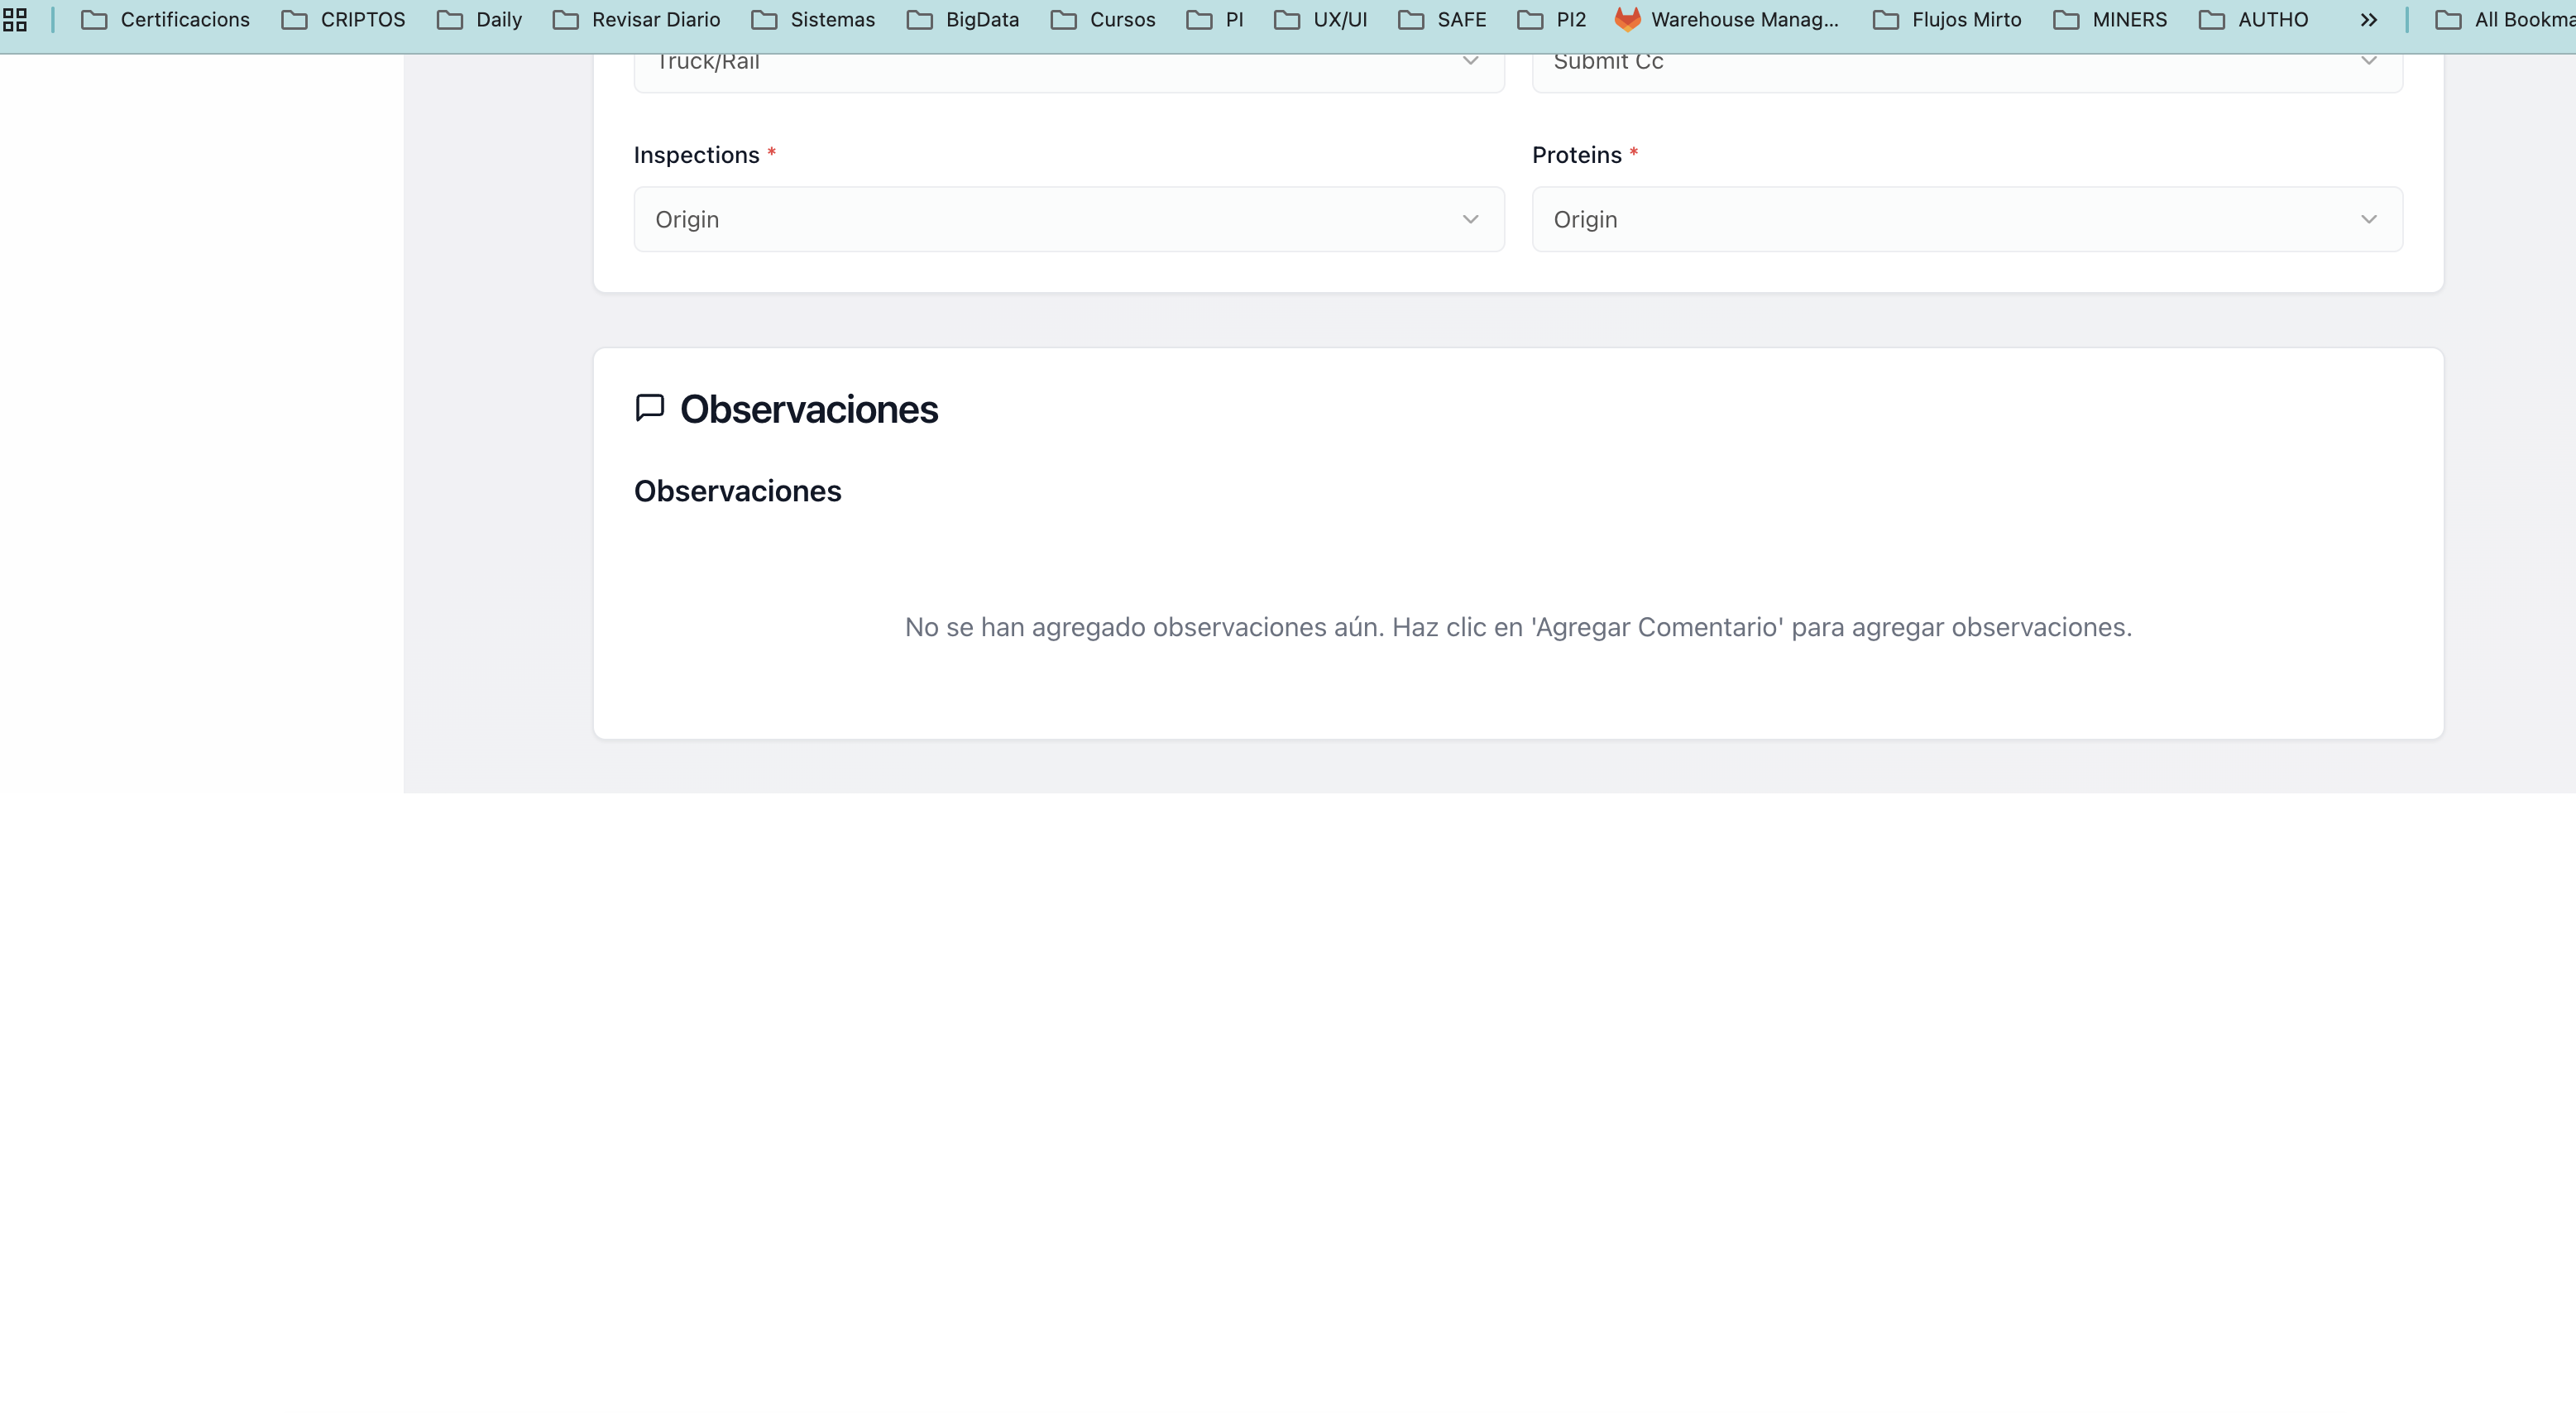 Certificacions CRIPTOS Daily Revisar Diario Sistemas BigData Cursos PI UX/UI SAFE PI2 Warehouse Manag... Flujos Mirto MINERS AUTHO All Bookma
Truck/Rail Submit Cc
Inspections * Proteins *
Origin Origin
Observaciones
Observaciones
No se han agregado observaciones aún. Haz clic en 'Agregar Comentario' para agregar observaciones.